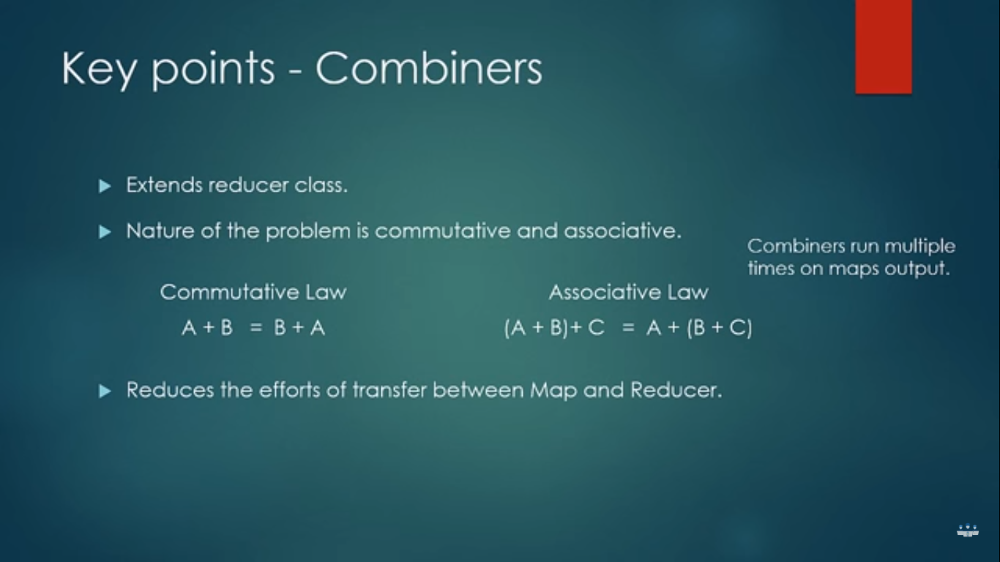 Key points - Combiners
Extends reducer class.
Nature of the problem is commutative and associative.
Combiners run multiple
times on maps output.
Commutative Law
A + B = B + A
Associative Law
(A + B)+ C = A + (B + C)
Reduces the efforts of transfer between Map and Reducer.